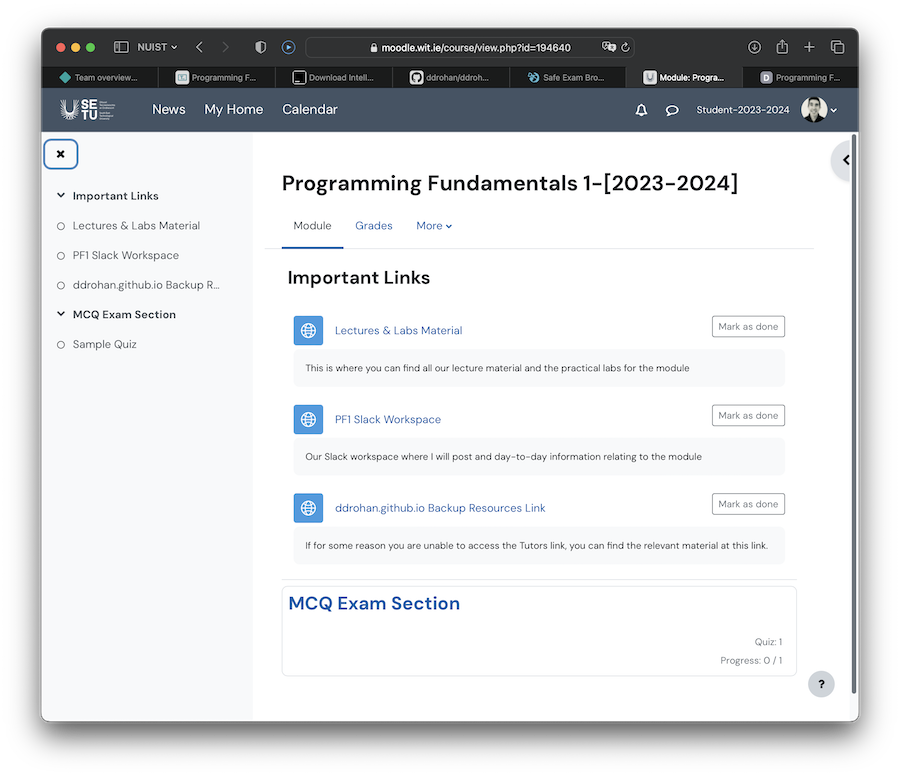 NUIST
moodle.wit.ie/course/view.php?id=194640
Team overview...
Programming F...
Download Intell...
ddrohan/ddroh...
Safe Exam Bro...
Module: Progra...
Programming F...
SETU
News
My Home
Calendar
Student-2023-2024
Important Links
Lectures & Labs Material
PF1 Slack Workspace
ddrohan.github.io Backup R...
MCQ Exam Section
Sample Quiz
Programming Fundamentals 1-[2023-2024]
Module
Grades
More
Important Links
Lectures & Labs Material
Mark as done
This is where you can find all our lecture material and the practical labs for the module
PF1 Slack Workspace
Mark as done
Our Slack workspace where I will post and day-to-day information relating to the module
ddrohan.github.io Backup Resources Link
Mark as done
If for some reason you are unable to access the Tutors link, you can find the relevant material at this link.
MCQ Exam Section
Quiz: 1
Progress: 0 / 1
?